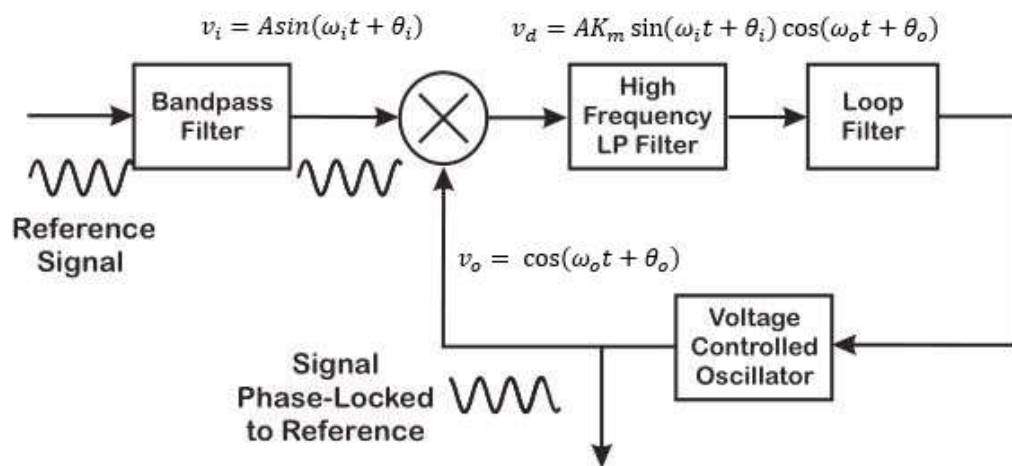 v_i = Asin(ω_i t + θ_i)
v_d = AK_m sin(ω_i t + θ_i) cos(ω_o t + θ_o)
Bandpass
Filter
High
Frequency
LP Filter
Loop
Filter
Reference
Signal
v_o = cos(ω_o t + θ_o)
Voltage
Controlled
Oscillator
Signal
Phase-Locked
to Reference